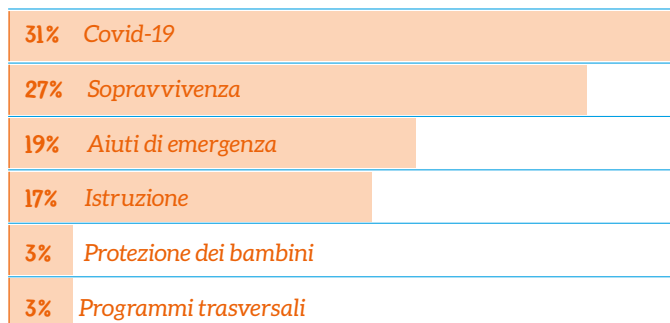 31% Covid-19
27% Sopravvivenza
19% Aiuti di emergenza
17% Istruzione
3% Protezione dei bambini
3% Programmi trasversali